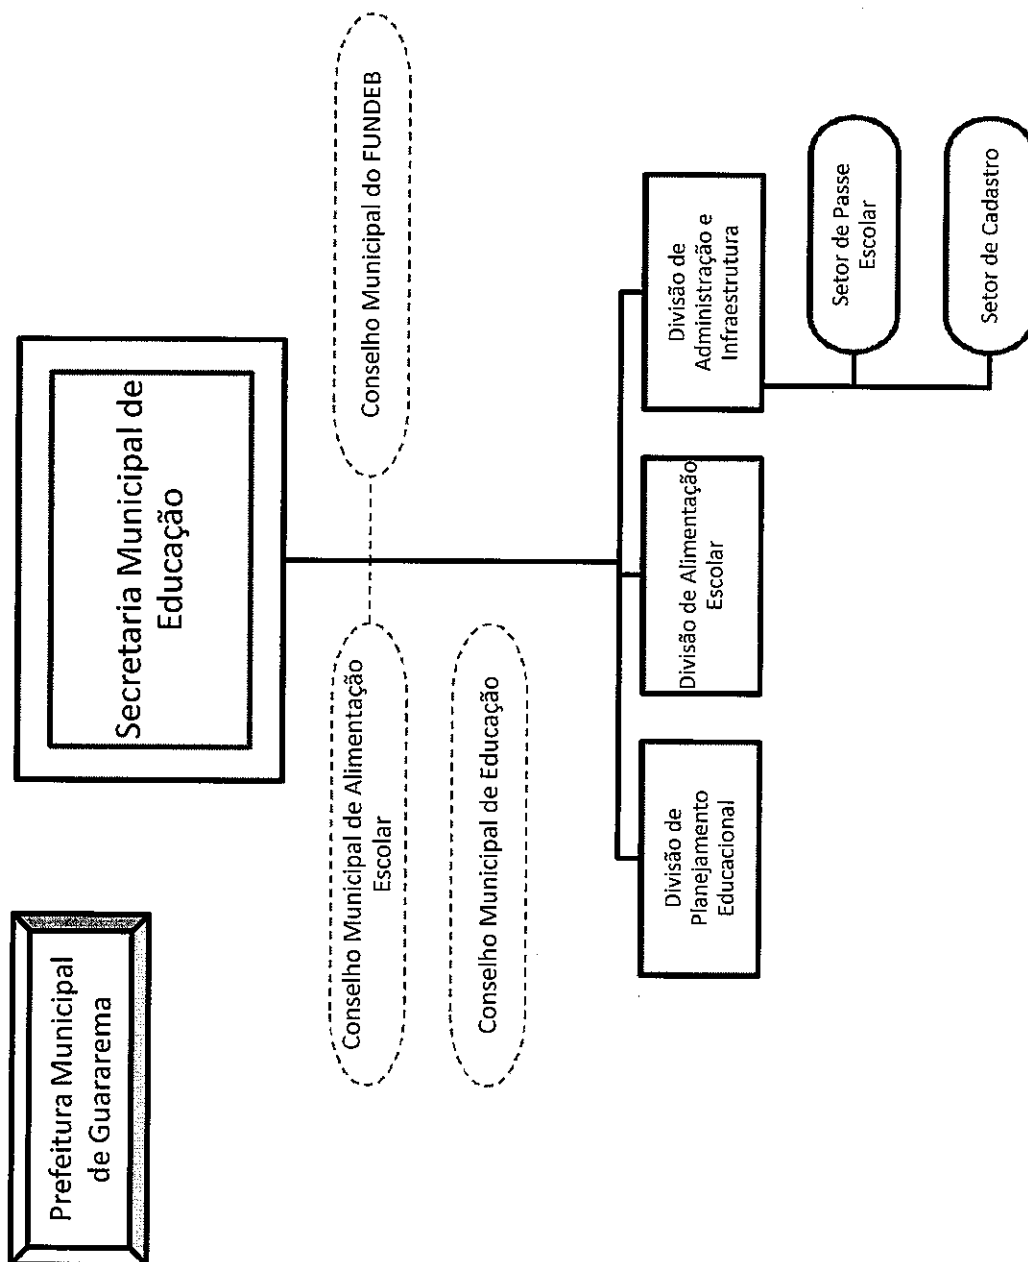 Prefeitura Municipal
de Guararema
Secretaria Municipal de
Educação
Conselho Municipal de Alimentação
Escolar
Conselho Municipal do FUNDEB
Conselho Municipal de Educação
Divisão de
Planejamento
Educacional
Divisão de Alimentação
Escolar
Divisão de
Administração e
Infraestrutura
Setor de Passe
Escolar
Setor de Cadastro